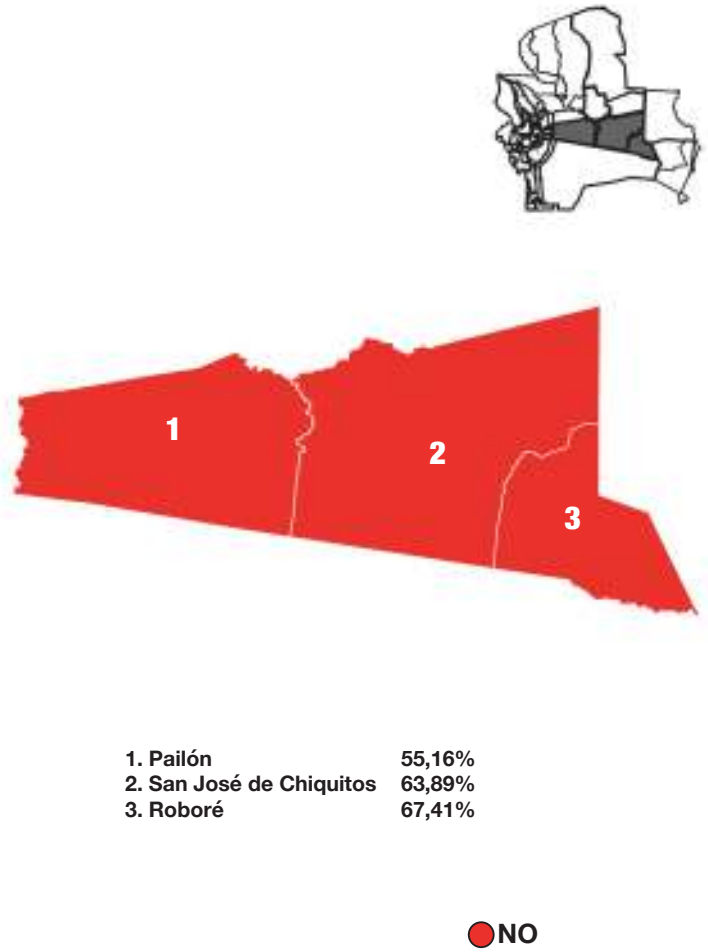 1
2
3
1. Pailón 55,16%
2. San José de Chiquitos 63,89%
3. Roboré 67,41%
NO